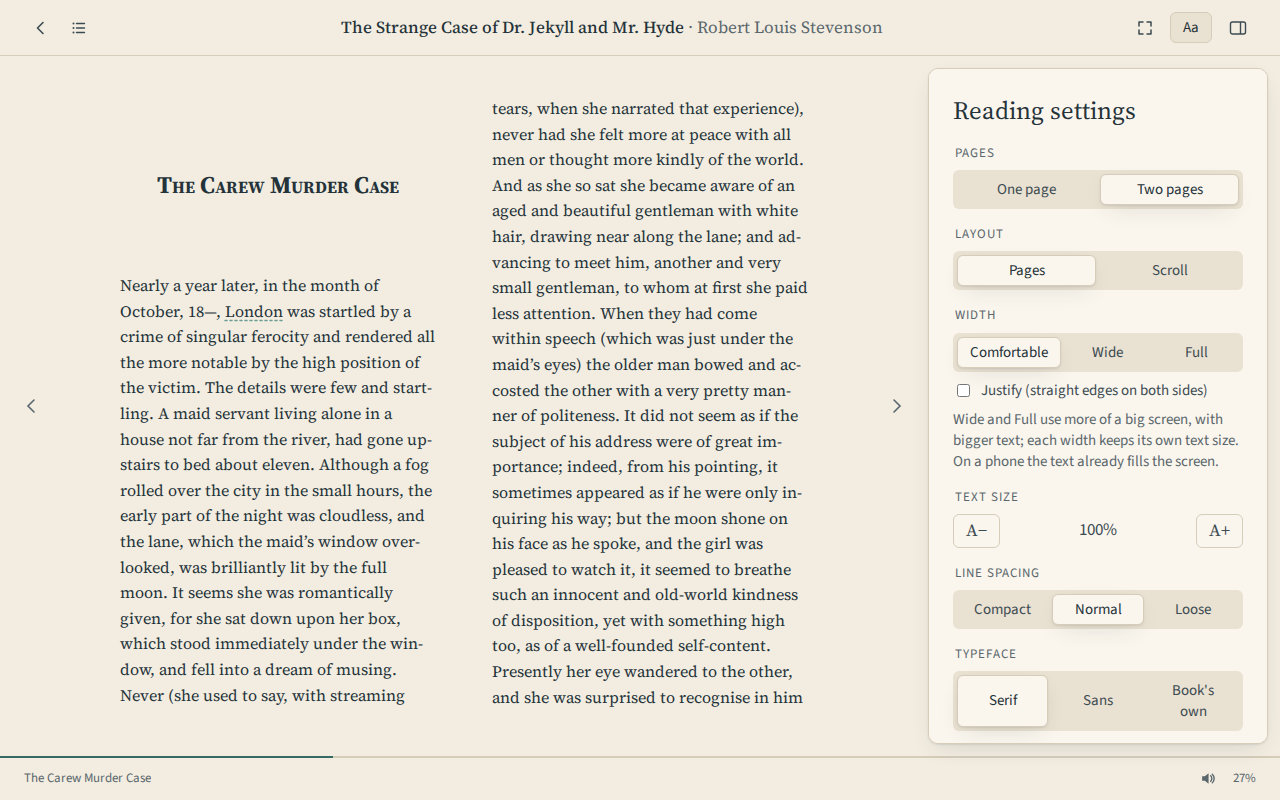 The Strange Case of Dr. Jekyll and Mr. Hyde · Robert Louis Stevenson
Aa
THE CAREW MURDER CASE
Nearly a year later, in the month of
October, 18—, London was startled by a
crime of singular ferocity and rendered all
the more notable by the high position of
the victim. The details were few and start-
ling. A maid servant living alone in a
house not far from the river, had gone up-
stairs to bed about eleven. Although a fog
rolled over the city in the small hours, the
early part of the night was cloudless, and
the lane, which the maid’s window over-
looked, was brilliantly lit by the full
moon. It seems she was romantically
given, for she sat down upon her box,
which stood immediately under the win-
dow, and fell into a dream of musing.
Never (she used to say, with streaming
tears, when she narrated that experience),
never had she felt more at peace with all
men or thought more kindly of the world.
And as she so sat she became aware of an
aged and beautiful gentleman with white
hair, drawing near along the lane; and ad-
vancing to meet him, another and very
small gentleman, to whom at first she paid
less attention. When they had come
within speech (which was just under the
maid’s eyes) the older man bowed and ac-
costed the other with a very pretty man-
ner of politeness. It did not seem as if the
subject of his address were of great im-
portance; indeed, from his pointing, it
sometimes appeared as if he were only in-
quiring his way; but the moon shone on
his face as he spoke, and the girl was
pleased to watch it, it seemed to breathe
such an innocent and old-world kindness
of disposition, yet with something high
too, as of a well-founded self-content.
Presently her eye wandered to the other,
and she was surprised to recognise in him
Reading settings
PAGES
One page
Two pages
LAYOUT
Pages
Scroll
WIDTH
Comfortable
Wide
Full
Justify (straight edges on both sides)
Wide and Full use more of a big screen, with
bigger text; each width keeps its own text size.
On a phone the text already fills the screen.
TEXT SIZE
A−
100%
A+
LINE SPACING
Compact
Normal
Loose
TYPEFACE
Serif
Sans
Book's
own
The Carew Murder Case
27%